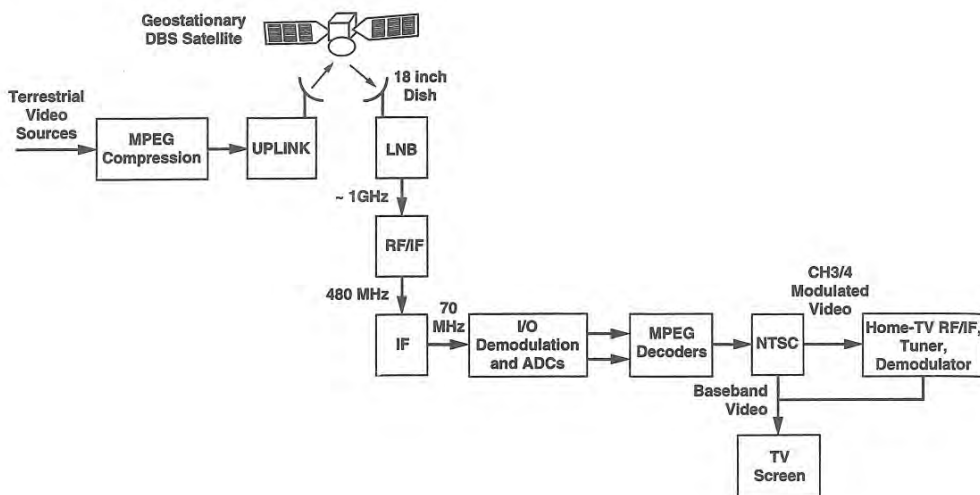 Geostationary
DBS Satellite
18 inch
Dish
Terrestrial
Video
Sources
MPEG
Compression
UPLINK
LNB
~ 1GHz
RF/IF
480 MHz
IF
70
MHz
I/O
Demodulation
and ADCs
MPEG
Decoders
NTSC
CH3/4
Modulated
Video
Home-TV RF/IF,
Tuner,
Demodulator
Baseband
Video
TV
Screen